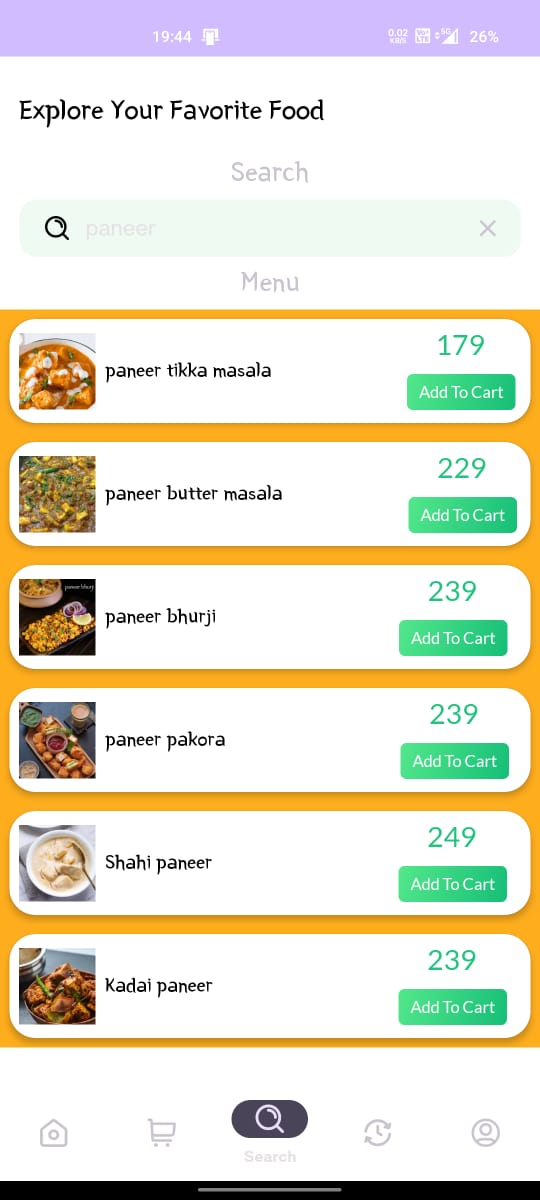 19:44
0.02 KB/S
5G
26%
Explore Your Favorite Food
Search
paneer
Menu
179
paneer tikka masala
Add To Cart
229
paneer butter masala
Add To Cart
239
paneer bhurji
Add To Cart
239
paneer pakora
Add To Cart
249
Shahi paneer
Add To Cart
239
Kadai paneer
Add To Cart
Search